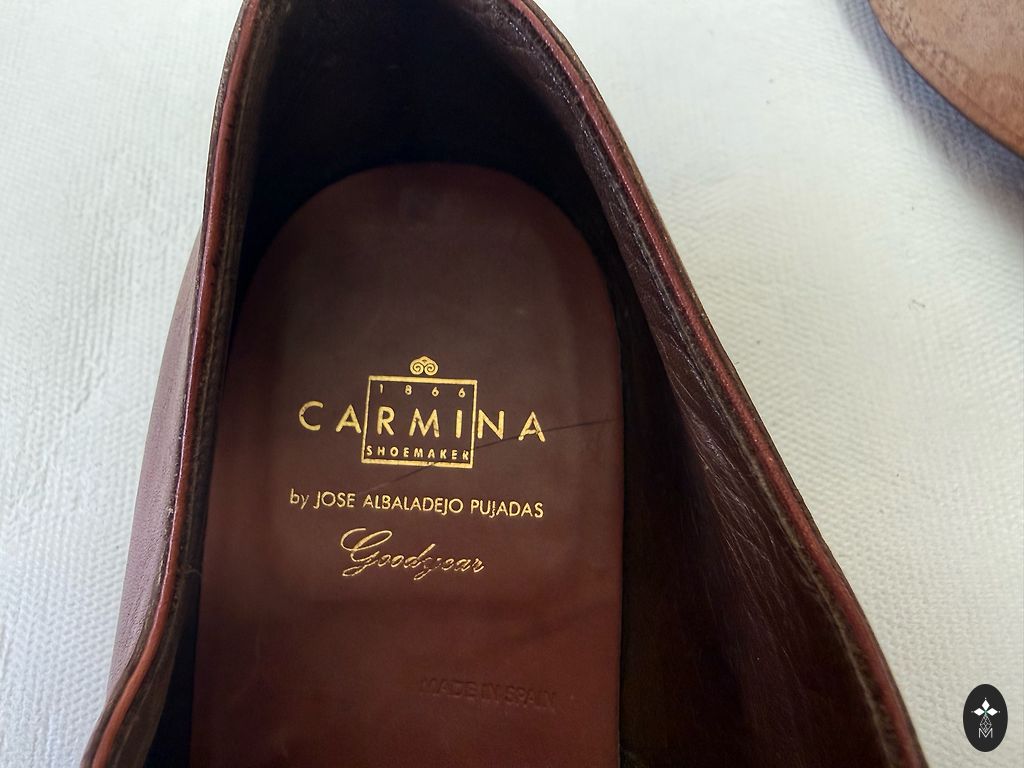 1866
CARMINA
SHOEMAKER
by JOSE ALBALADEJO PUJADAS
Goodyear
MADE IN SPAIN
M